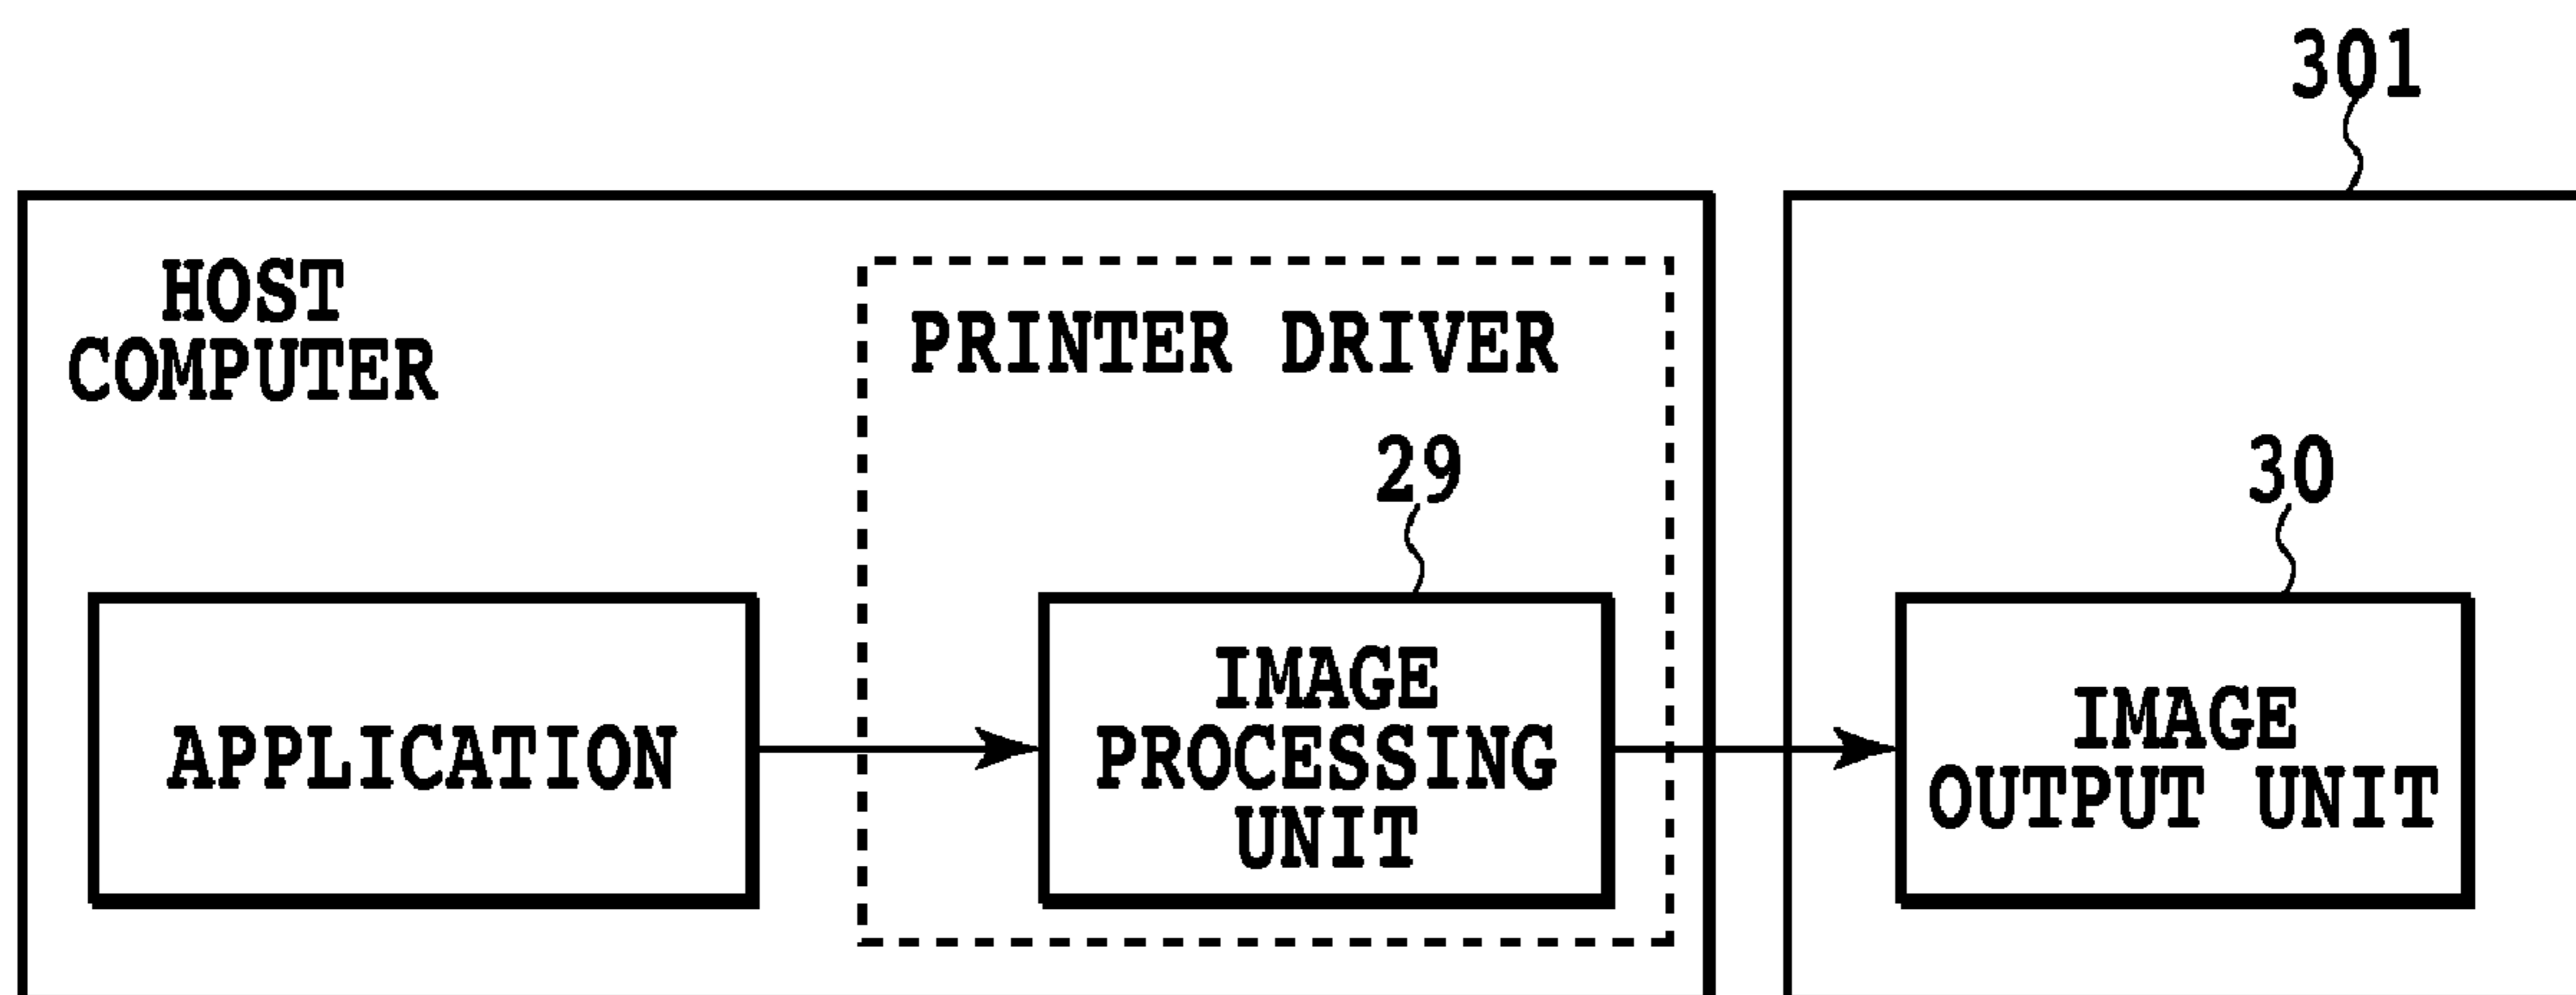 301
HOST
COMPUTER
PRINTER DRIVER
29
30
APPLICATION
IMAGE
PROCESSING
UNIT
IMAGE
OUTPUT UNIT